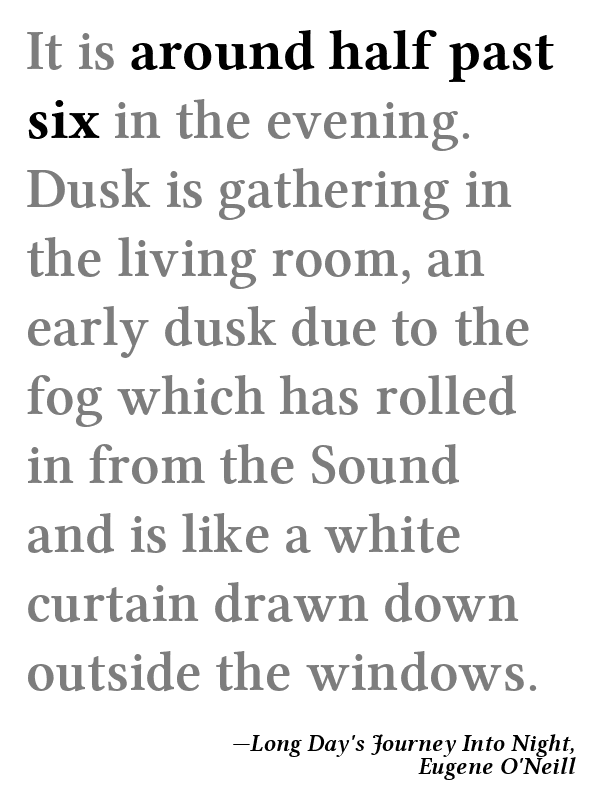 It is around half past
six in the evening.
Dusk is gathering in
the living room, an
early dusk due to the
fog which has rolled
in from the Sound
and is like a white
curtain drawn down
outside the windows.
—Long Day's Journey Into Night,
Eugene O'Neill